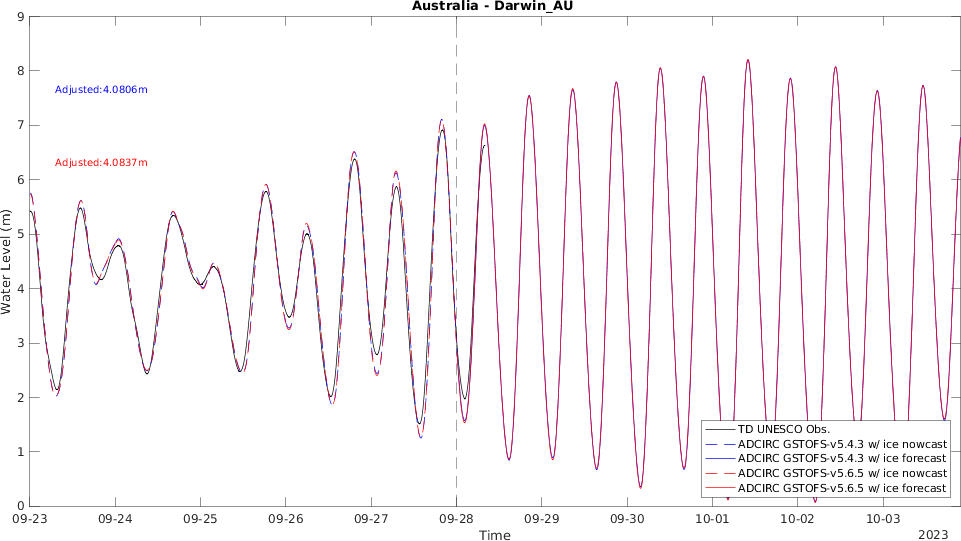 Australia - Darwin_AU
9
8
7
6
5
4
3
2
1
0
Water Level (m)
Adjusted:4.0806m
Adjusted:4.0837m
TD UNESCO Obs.
ADCIRC GSTOFS-v5.4.3 w/ ice nowcast
ADCIRC GSTOFS-v5.4.3 w/ ice forecast
ADCIRC GSTOFS-v5.6.5 w/ ice nowcast
ADCIRC GSTOFS-v5.6.5 w/ ice forecast
09-23 09-24 09-25 09-26 09-27 09-28 09-29 09-30 10-01 10-02 10-03
Time
2023